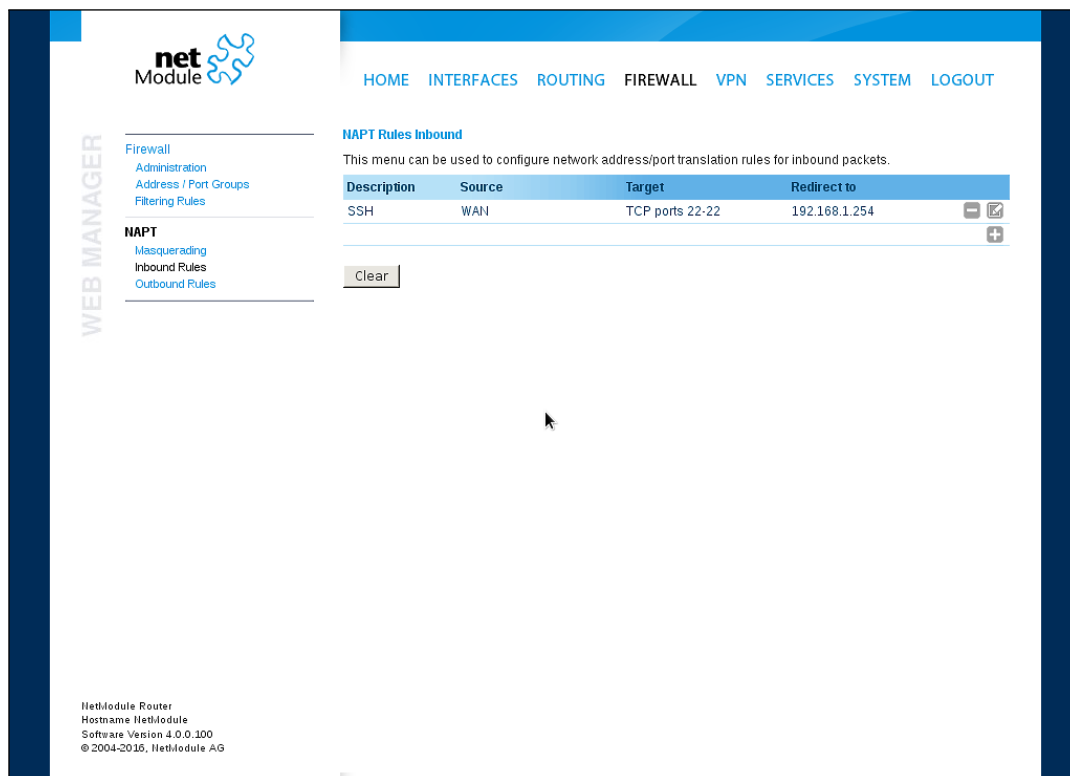 net
Module
HOME INTERFACES ROUTING FIREWALL VPN SERVICES SYSTEM LOGOUT
WEB MANAGER
Firewall
Administration
Address / Port Groups
Filtering Rules
NAPT
Masquerading
Inbound Rules
Outbound Rules
NAPT Rules Inbound
This menu can be used to configure network address/port translation rules for inbound packets.
Description Source Target Redirect to
SSH WAN TCP ports 22-22 192.168.1.254
Clear
NetModule Router
Hostname NetModule
Software Version 4.0.0.100
© 2004-2016, NetModule AG